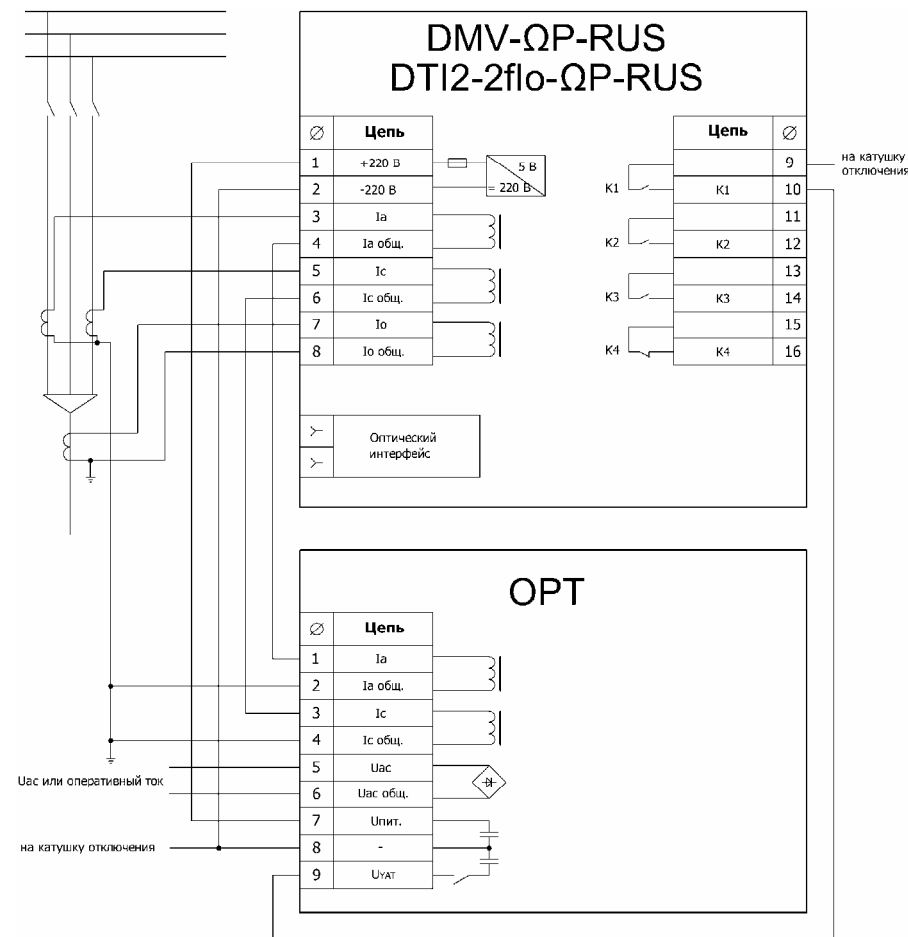 DMV-ΩP-RUS
DTI2-2flo-ΩP-RUS
∅ Цепь
1 +220 В
2 -220 В
3 Ia
4 Ia общ.
5 Ic
6 Ic общ.
7 Io
8 Io общ.
5 В
= 220 В
Цепь ∅
9
K1 K1 10
11
K2 K2 12
13
K3 K3 14
15
K4 K4 16
на катушку
отключения
Оптический
интерфейс
OPT
∅ Цепь
1 Ia
2 Ia общ.
3 Ic
4 Ic общ.
5 Uac
6 Uac общ.
7 Uпит.
8 -
9 UYAT
Uac или оперативный ток
на катушку отключения